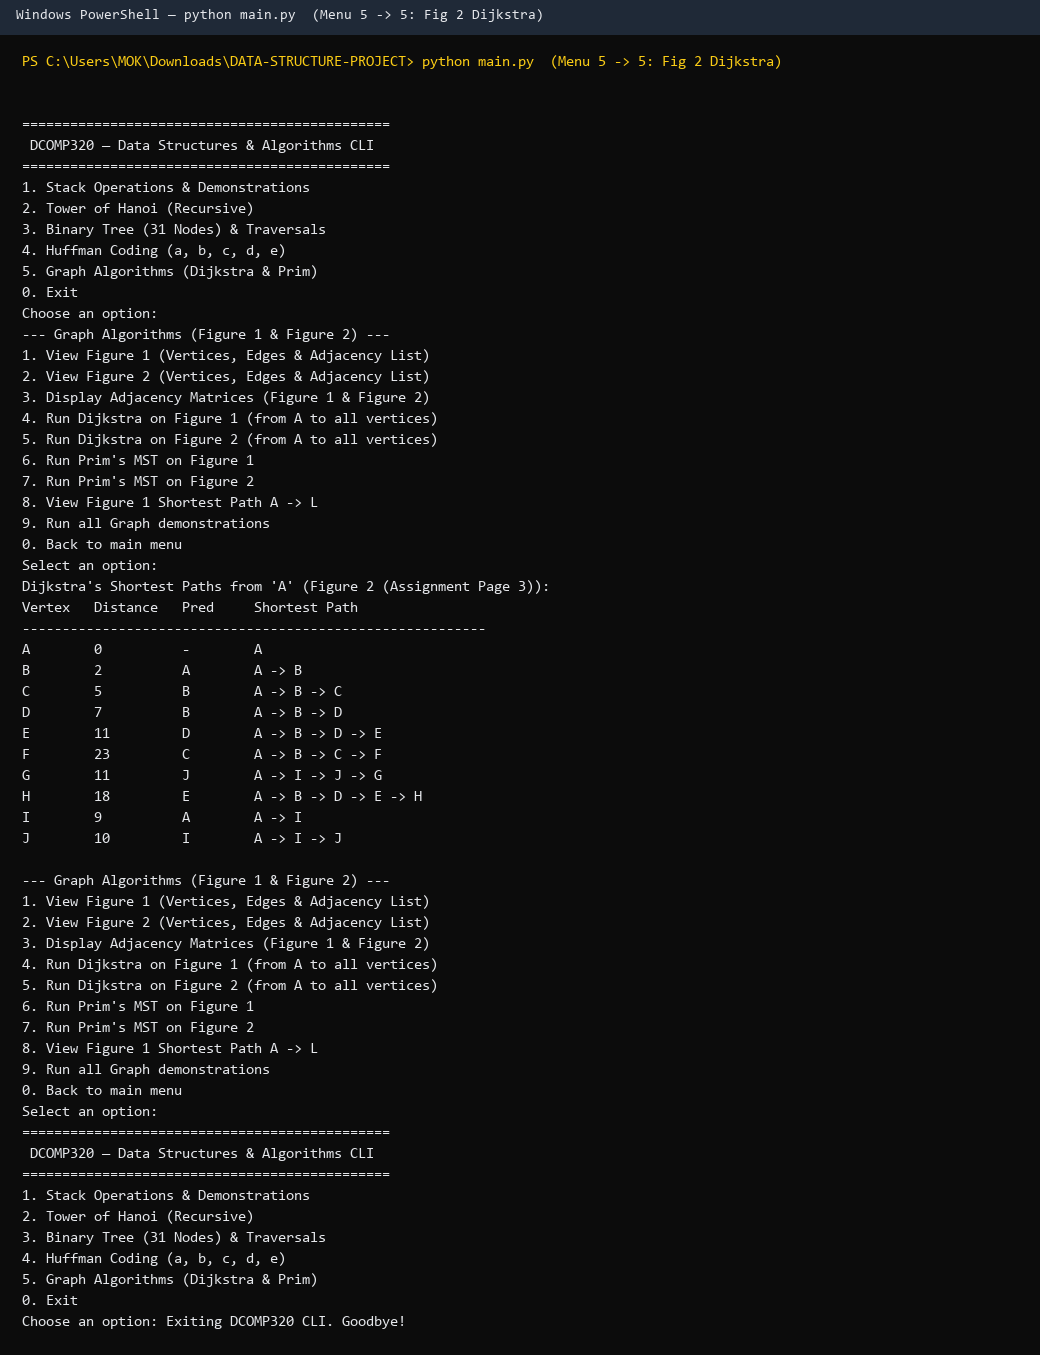 Windows PowerShell — python main.py  (Menu 5 -> 5: Fig 2 Dijkstra)
PS C:\Users\MOK\Downloads\DATA-STRUCTURE-PROJECT> python main.py  (Menu 5 -> 5: Fig 2 Dijkstra)
==============================================
 DCOMP320 — Data Structures & Algorithms CLI
==============================================
1. Stack Operations & Demonstrations
2. Tower of Hanoi (Recursive)
3. Binary Tree (31 Nodes) & Traversals
4. Huffman Coding (a, b, c, d, e)
5. Graph Algorithms (Dijkstra & Prim)
0. Exit
Choose an option:
--- Graph Algorithms (Figure 1 & Figure 2) ---
1. View Figure 1 (Vertices, Edges & Adjacency List)
2. View Figure 2 (Vertices, Edges & Adjacency List)
3. Display Adjacency Matrices (Figure 1 & Figure 2)
4. Run Dijkstra on Figure 1 (from A to all vertices)
5. Run Dijkstra on Figure 2 (from A to all vertices)
6. Run Prim's MST on Figure 1
7. Run Prim's MST on Figure 2
8. View Figure 1 Shortest Path A -> L
9. Run all Graph demonstrations
0. Back to main menu
Select an option:
Dijkstra's Shortest Paths from 'A' (Figure 2 (Assignment Page 3)):
Vertex   Distance   Pred     Shortest Path
----------------------------------------------------------
A        0          -        A
B        2          A        A -> B
C        5          B        A -> B -> C
D        7          B        A -> B -> D
E        11         D        A -> B -> D -> E
F        23         C        A -> B -> C -> F
G        11         J        A -> I -> J -> G
H        18         E        A -> B -> D -> E -> H
I        9          A        A -> I
J        10         I        A -> I -> J
--- Graph Algorithms (Figure 1 & Figure 2) ---
1. View Figure 1 (Vertices, Edges & Adjacency List)
2. View Figure 2 (Vertices, Edges & Adjacency List)
3. Display Adjacency Matrices (Figure 1 & Figure 2)
4. Run Dijkstra on Figure 1 (from A to all vertices)
5. Run Dijkstra on Figure 2 (from A to all vertices)
6. Run Prim's MST on Figure 1
7. Run Prim's MST on Figure 2
8. View Figure 1 Shortest Path A -> L
9. Run all Graph demonstrations
0. Back to main menu
Select an option:
==============================================
 DCOMP320 — Data Structures & Algorithms CLI
==============================================
1. Stack Operations & Demonstrations
2. Tower of Hanoi (Recursive)
3. Binary Tree (31 Nodes) & Traversals
4. Huffman Coding (a, b, c, d, e)
5. Graph Algorithms (Dijkstra & Prim)
0. Exit
Choose an option: Exiting DCOMP320 CLI. Goodbye!